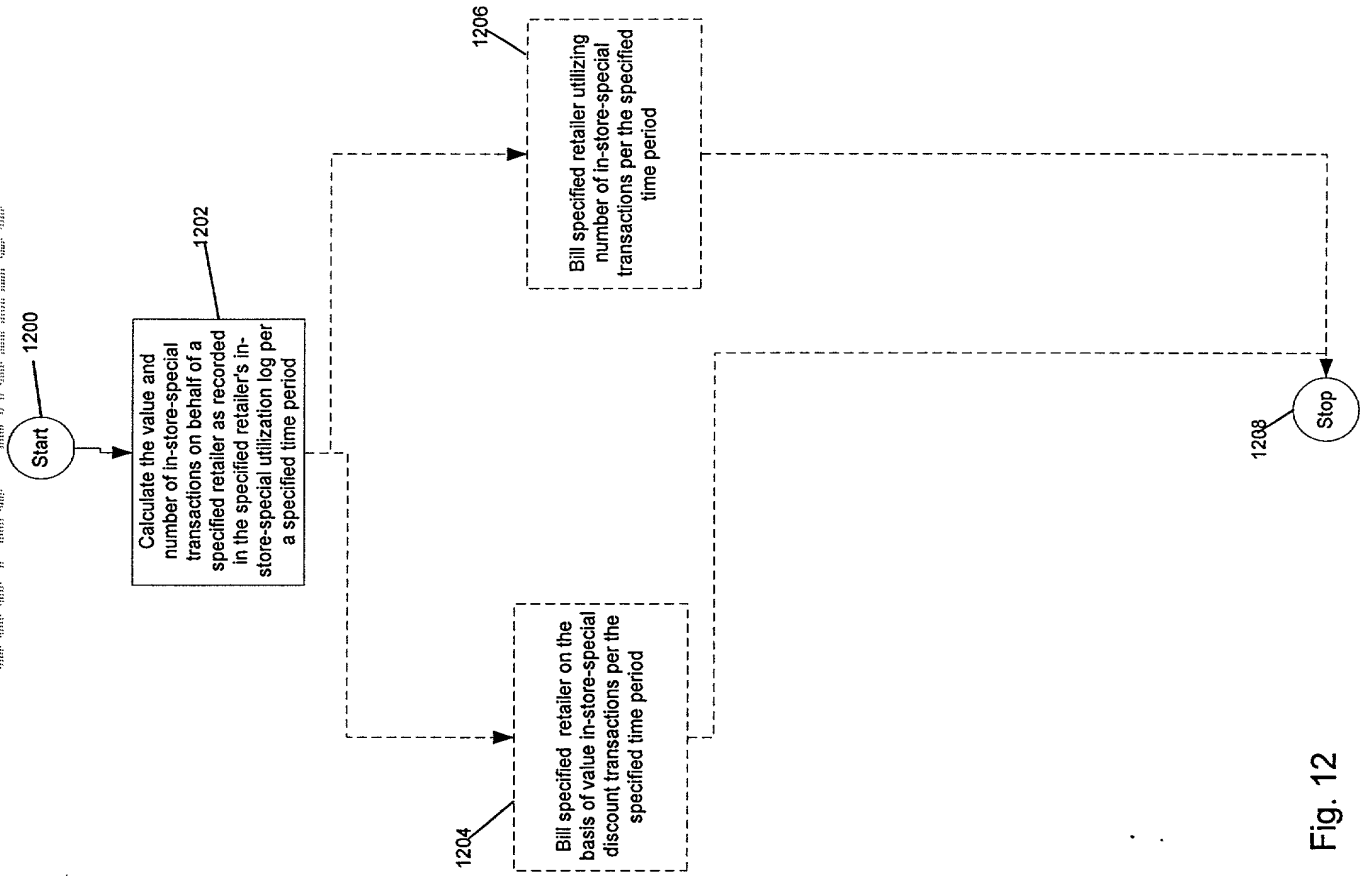 Start
1200
1202
Calculate the value and
number of in-store-special
transactions on behalf of a
specified retailer as recorded
in the specified retailer's in-
store-special utilization log per
a specified time period
1204
Bill specified retailer on the
basis of value in-store-special
discount transactions per the
specified time period
1206
Bill specified retailer utilizing
number of in-store-special
transactions per the specified
time period
1208
Stop
Fig. 12